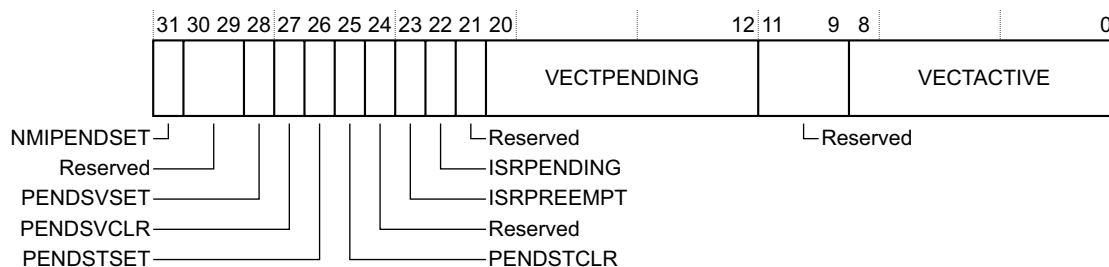 31 30 29 28 27 26 25 24 23 22 21 20 12 11 9 8 0
VECTPENDING VECTACTIVE
NMIPENDSET Reserved Reserved
Reserved ISRPENDING
PENDSVSET ISRPREEMPT
PENDSVCLR Reserved
PENDSTSET PENDSTCLR